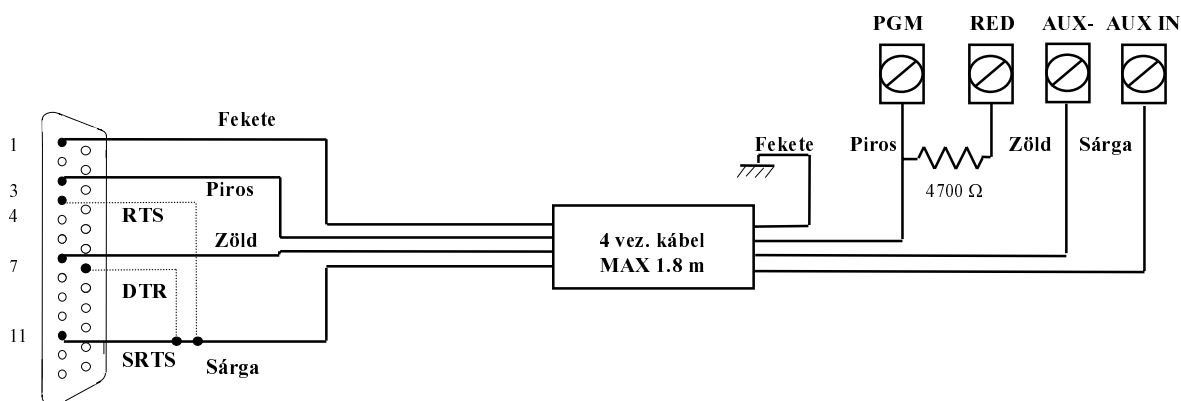 PGM RED AUX- AUX IN
Fekete
1
Fekete
Piros
Zöld
Sárga
3
Piros
4700 Ω
4
RTS
Zöld
4 vez. kábel
MAX 1.8 m
7
DTR
11
SRTS
Sárga